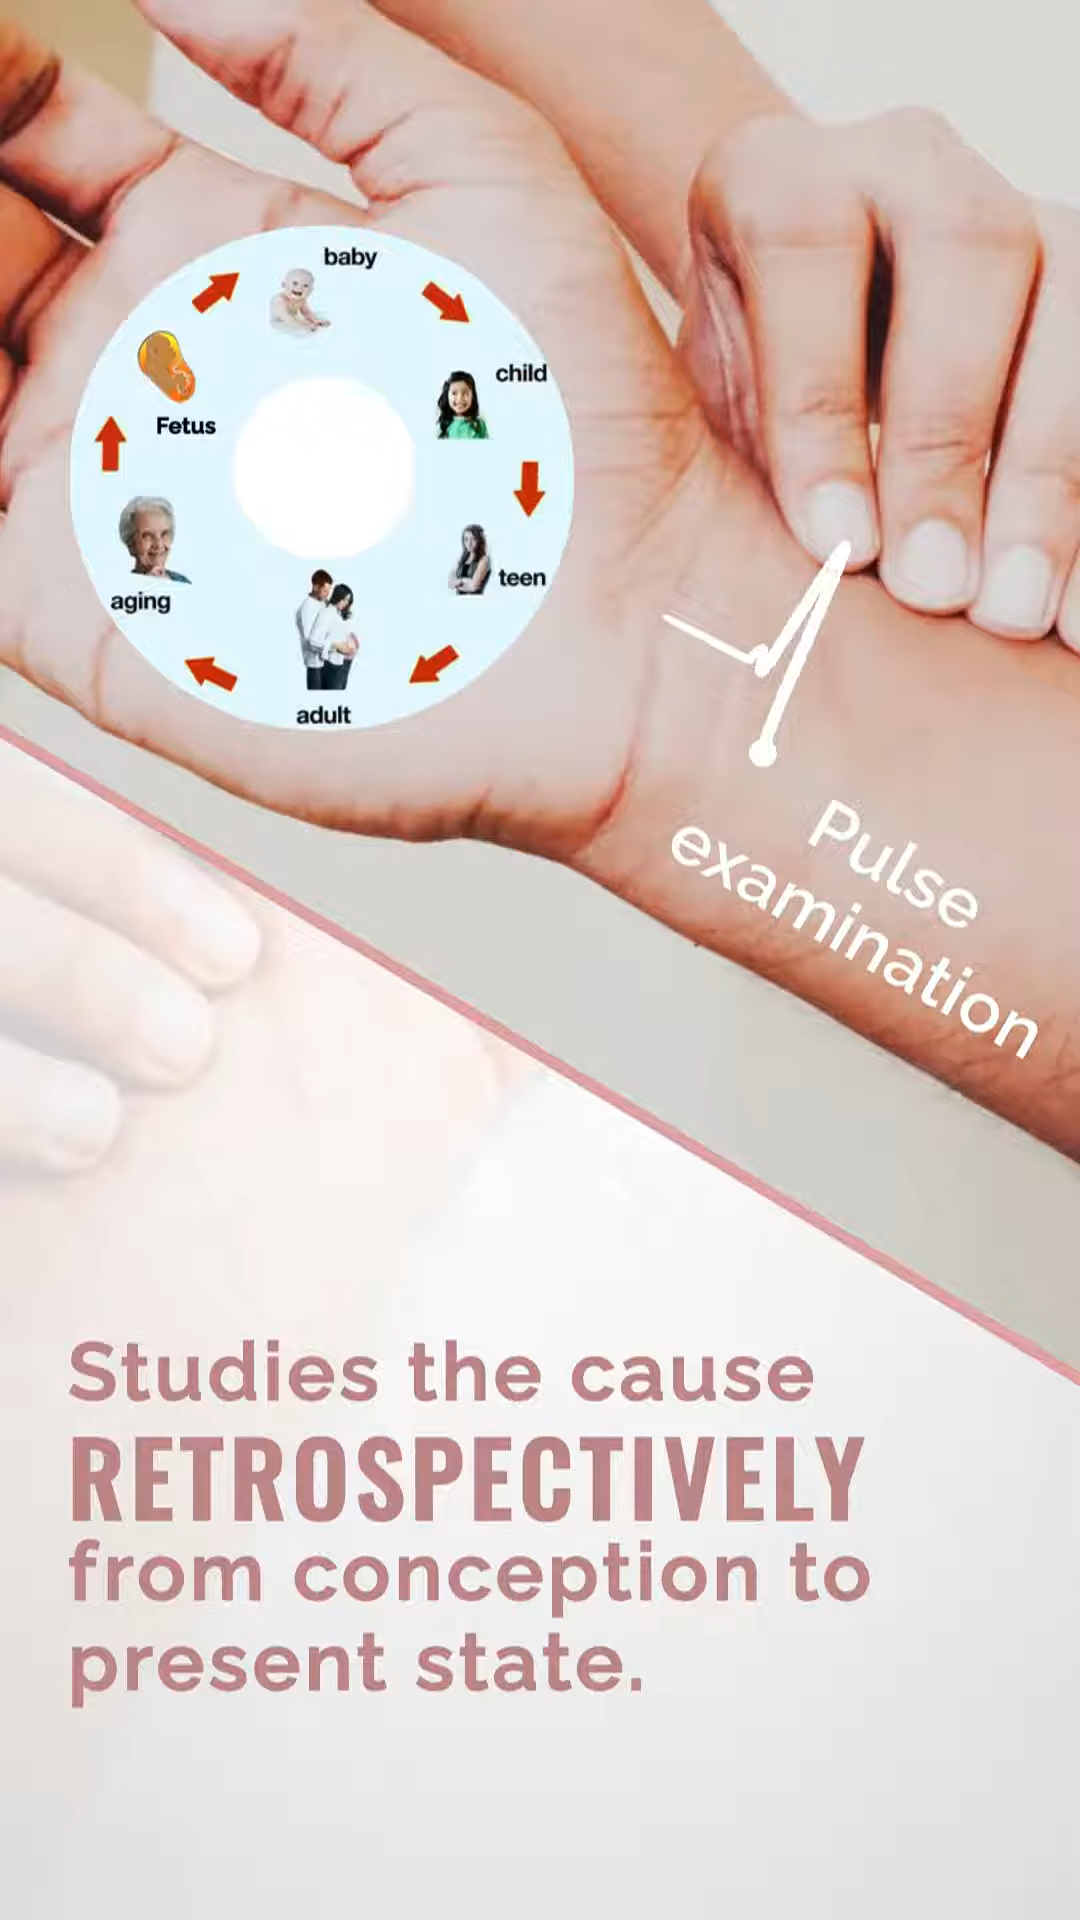 baby
child
Fetus
teen
aging
adult
Pulse
examination
Studies the cause
RETROSPECTIVELY
from conception to
present state.